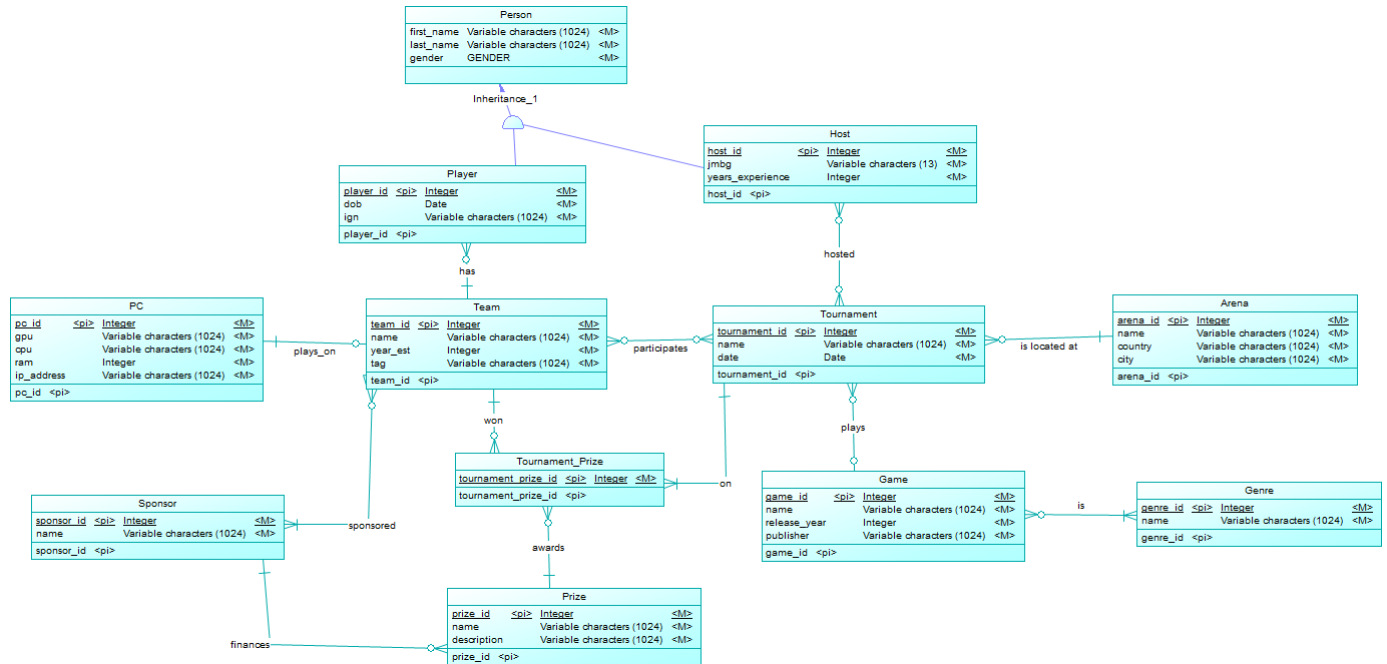 Person
first_name Variable characters (1024) <M>
last_name Variable characters (1024) <M>
gender GENDER <M>
Inheritance_1
Host
host_id <pi> Integer <M>
jmbg Variable characters (13) <M>
years_experience Integer <M>
host_id <pi>
Player
player_id <pi> Integer <M>
dob Date <M>
ign Variable characters (1024) <M>
player_id <pi>
hosted
has
PC
pc_id <pi> Integer <M>
gpu Variable characters (1024) <M>
cpu Variable characters (1024) <M>
ram Integer <M>
ip_address Variable characters (1024) <M>
pc_id <pi>
plays_on
Team
team_id <pi> Integer <M>
name Variable characters (1024) <M>
year_est Integer <M>
tag Variable characters (1024) <M>
team_id <pi>
participates
Tournament
tournament_id <pi> Integer <M>
name Variable characters (1024) <M>
date Date <M>
tournament_id <pi>
is located at
Arena
arena_id <pi> Integer <M>
name Variable characters (1024) <M>
country Variable characters (1024) <M>
city Variable characters (1024) <M>
arena_id <pi>
won
plays
Tournament_Prize
tournament_prize_id <pi> Integer <M>
tournament_prize_id <pi>
on
Game
game_id <pi> Integer <M>
name Variable characters (1024) <M>
release_year Integer <M>
publisher Variable characters (1024) <M>
game_id <pi>
is
Genre
genre_id <pi> Integer <M>
name Variable characters (1024) <M>
genre_id <pi>
Sponsor
sponsor_id <pi> Integer <M>
name Variable characters (1024) <M>
sponsor_id <pi>
sponsored
awards
Prize
prize_id <pi> Integer <M>
name Variable characters (1024) <M>
description Variable characters (1024) <M>
prize_id <pi>
finances